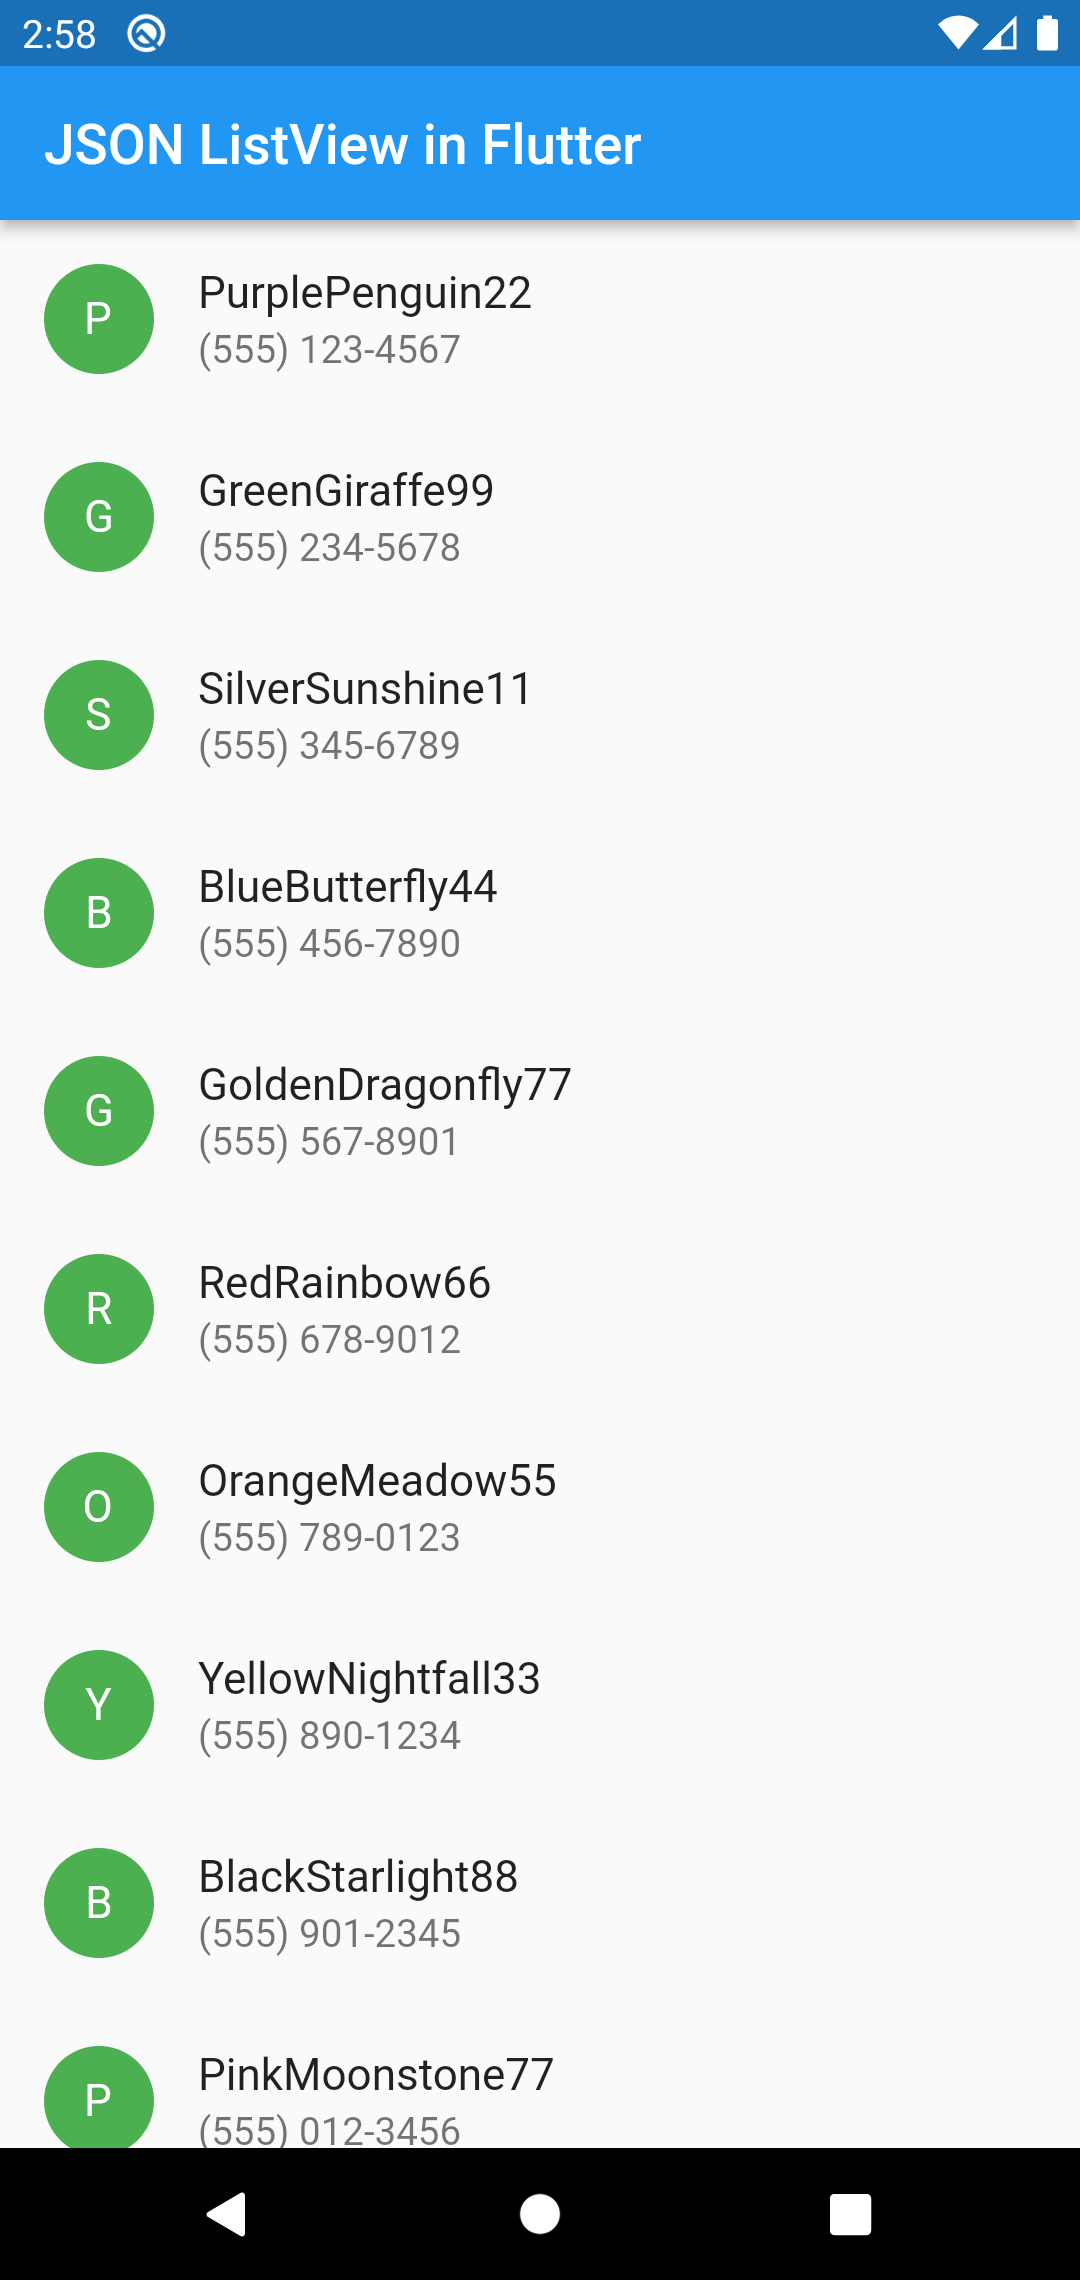 2:58
JSON ListView in Flutter
P
PurplePenguin22
(555) 123-4567
G
GreenGiraffe99
(555) 234-5678
S
SilverSunshine11
(555) 345-6789
B
BlueButterfly44
(555) 456-7890
G
GoldenDragonfly77
(555) 567-8901
R
RedRainbow66
(555) 678-9012
O
OrangeMeadow55
(555) 789-0123
Y
YellowNightfall33
(555) 890-1234
B
BlackStarlight88
(555) 901-2345
P
PinkMoonstone77
(555) 012-3456